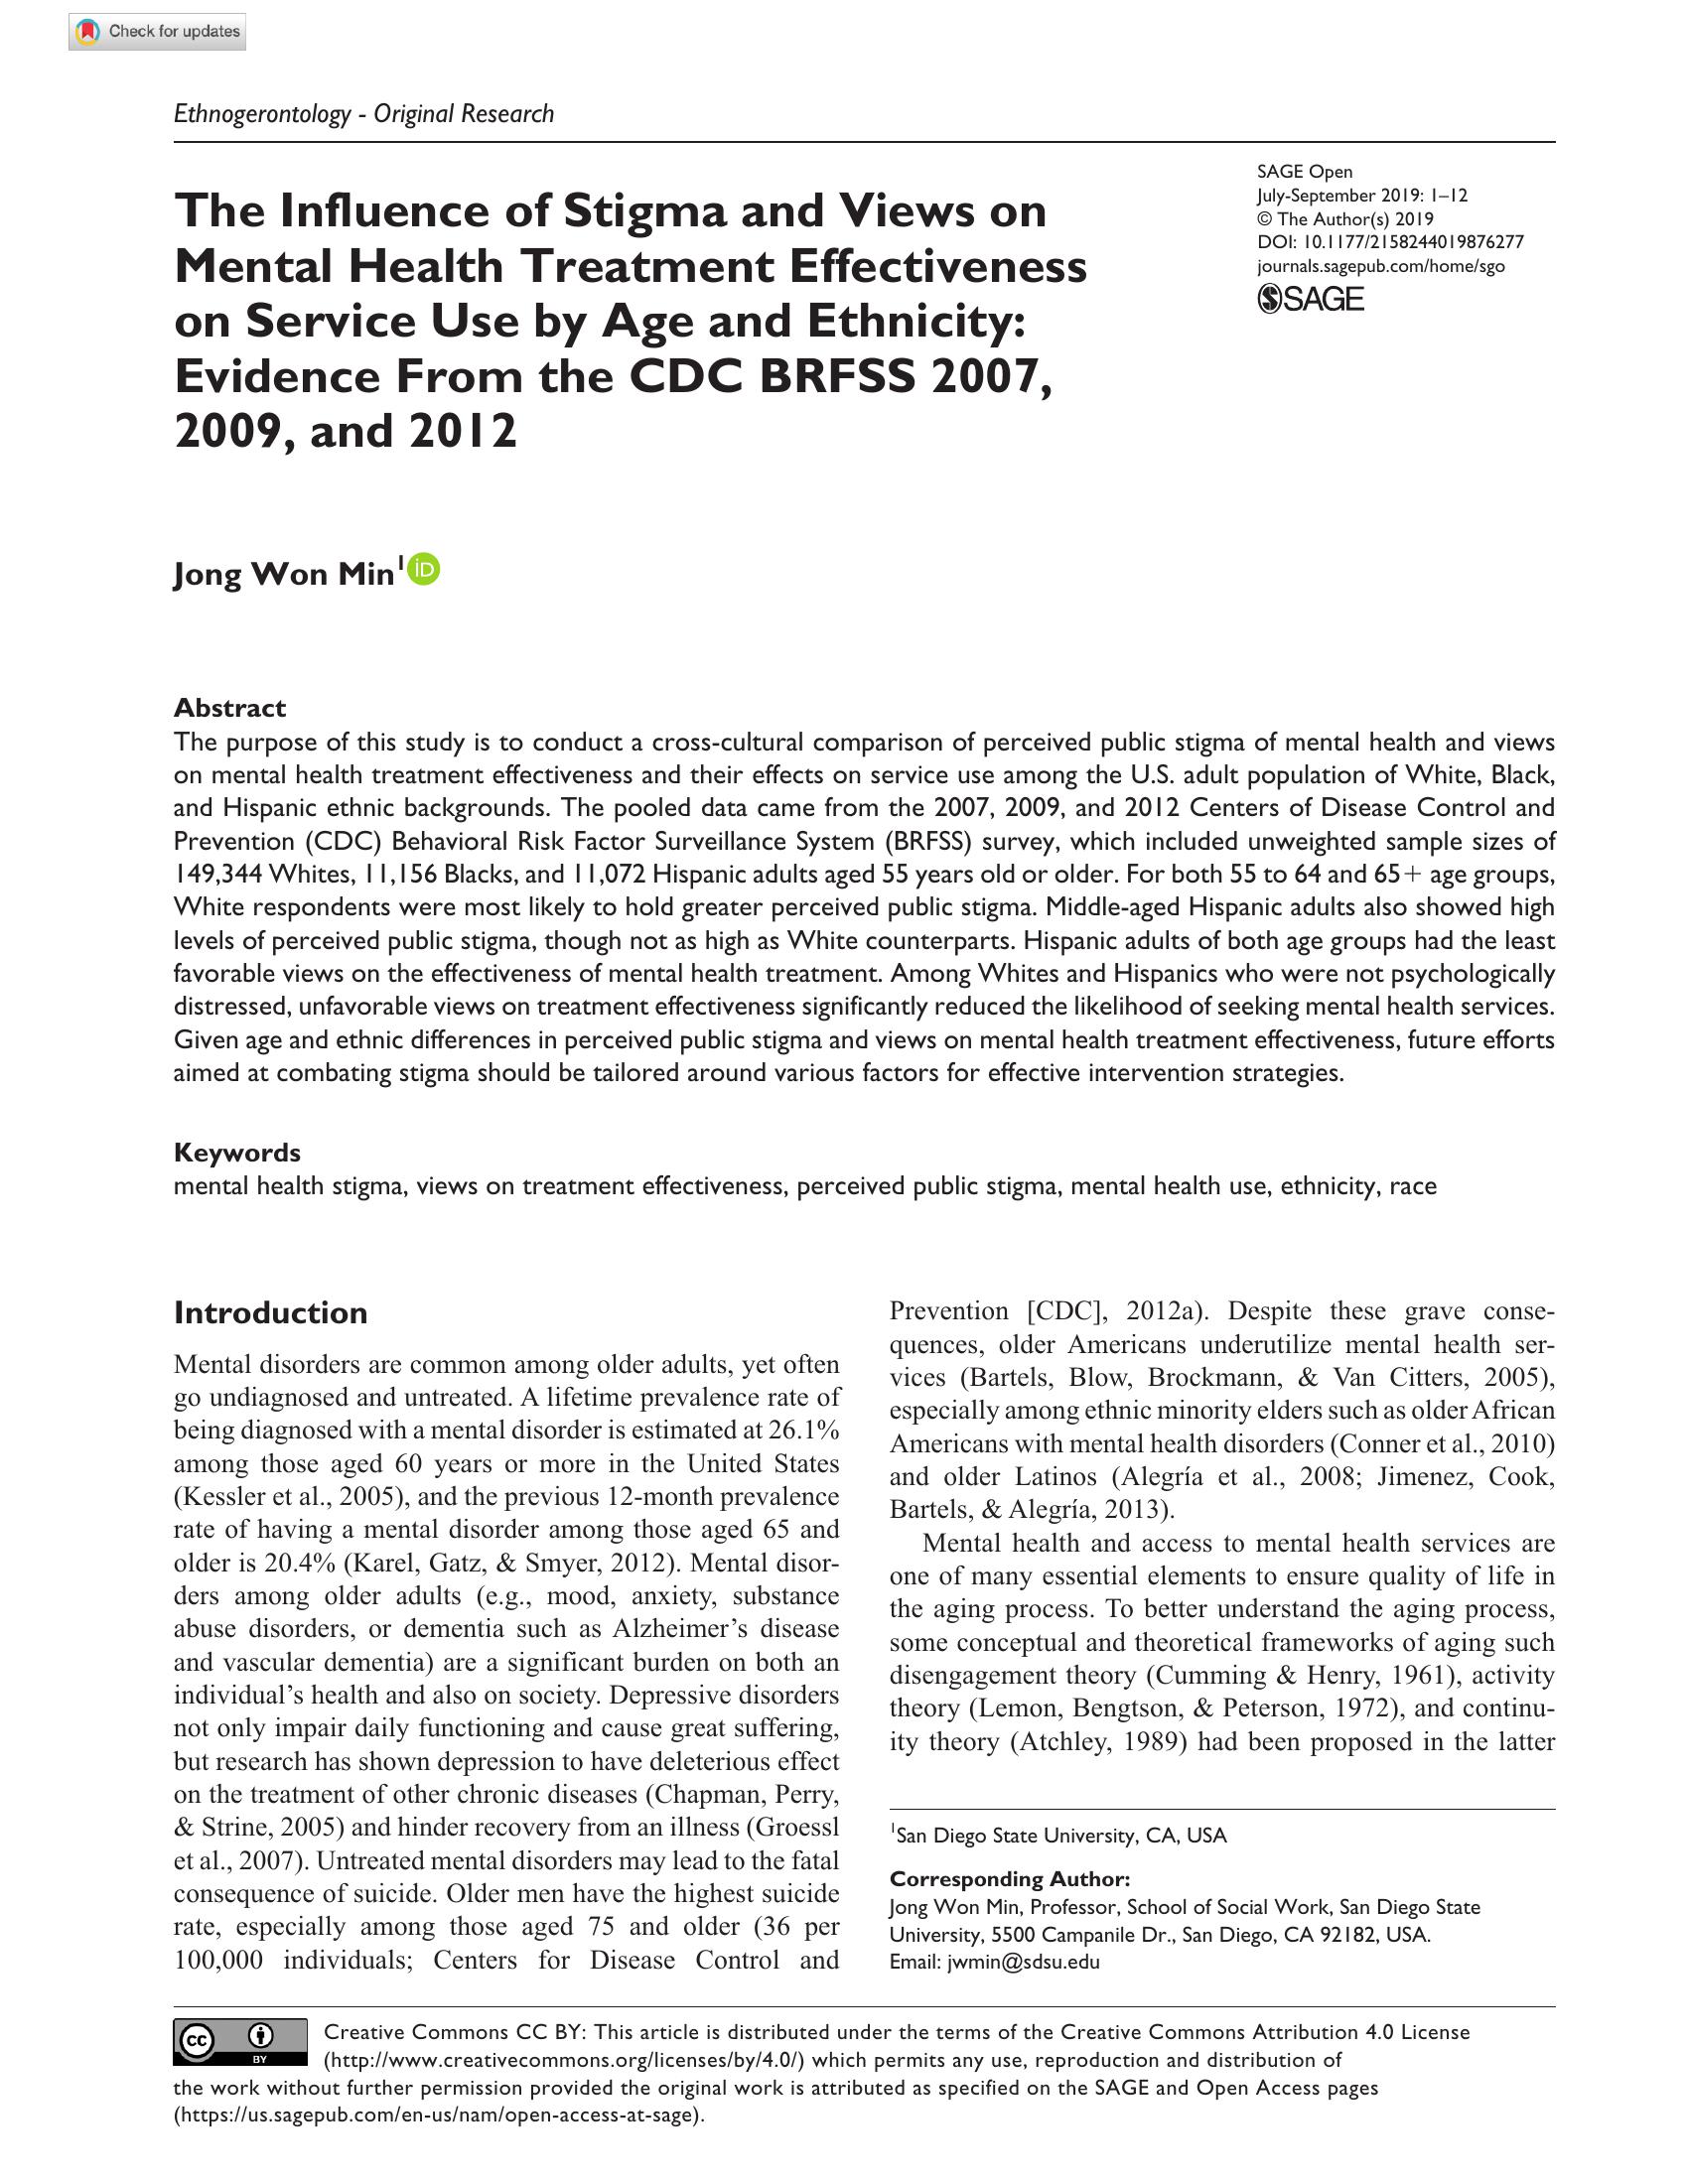 Check for updates
Ethnogerontology - Original Research
SAGE Open
July-September 2019: 1–12
© The Author(s) 2019
DOI: 10.1177/2158244019876277
journals.sagepub.com/home/sgo
SAGE
The Influence of Stigma and Views on
Mental Health Treatment Effectiveness
on Service Use by Age and Ethnicity:
Evidence From the CDC BRFSS 2007,
2009, and 2012
Jong Won Min1 iD
Abstract
The purpose of this study is to conduct a cross-cultural comparison of perceived public stigma of mental health and views
on mental health treatment effectiveness and their effects on service use among the U.S. adult population of White, Black,
and Hispanic ethnic backgrounds. The pooled data came from the 2007, 2009, and 2012 Centers of Disease Control and
Prevention (CDC) Behavioral Risk Factor Surveillance System (BRFSS) survey, which included unweighted sample sizes of
149,344 Whites, 11,156 Blacks, and 11,072 Hispanic adults aged 55 years old or older. For both 55 to 64 and 65+ age groups,
White respondents were most likely to hold greater perceived public stigma. Middle-aged Hispanic adults also showed high
levels of perceived public stigma, though not as high as White counterparts. Hispanic adults of both age groups had the least
favorable views on the effectiveness of mental health treatment. Among Whites and Hispanics who were not psychologically
distressed, unfavorable views on treatment effectiveness significantly reduced the likelihood of seeking mental health services.
Given age and ethnic differences in perceived public stigma and views on mental health treatment effectiveness, future efforts
aimed at combating stigma should be tailored around various factors for effective intervention strategies.
Keywords
mental health stigma, views on treatment effectiveness, perceived public stigma, mental health use, ethnicity, race
Introduction
Mental disorders are common among older adults, yet often
go undiagnosed and untreated. A lifetime prevalence rate of
being diagnosed with a mental disorder is estimated at 26.1%
among those aged 60 years or more in the United States
(Kessler et al., 2005), and the previous 12-month prevalence
rate of having a mental disorder among those aged 65 and
older is 20.4% (Karel, Gatz, & Smyer, 2012). Mental disor-
ders among older adults (e.g., mood, anxiety, substance
abuse disorders, or dementia such as Alzheimer’s disease
and vascular dementia) are a significant burden on both an
individual’s health and also on society. Depressive disorders
not only impair daily functioning and cause great suffering,
but research has shown depression to have deleterious effect
on the treatment of other chronic diseases (Chapman, Perry,
& Strine, 2005) and hinder recovery from an illness (Groessl
et al., 2007). Untreated mental disorders may lead to the fatal
consequence of suicide. Older men have the highest suicide
rate, especially among those aged 75 and older (36 per
100,000 individuals; Centers for Disease Control and
Prevention [CDC], 2012a). Despite these grave conse-
quences, older Americans underutilize mental health ser-
vices (Bartels, Blow, Brockmann, & Van Citters, 2005),
especially among ethnic minority elders such as older African
Americans with mental health disorders (Conner et al., 2010)
and older Latinos (Alegría et al., 2008; Jimenez, Cook,
Bartels, & Alegría, 2013).
Mental health and access to mental health services are
one of many essential elements to ensure quality of life in
the aging process. To better understand the aging process,
some conceptual and theoretical frameworks of aging such
disengagement theory (Cumming & Henry, 1961), activity
theory (Lemon, Bengtson, & Peterson, 1972), and continu-
ity theory (Atchley, 1989) had been proposed in the latter
1San Diego State University, CA, USA
Corresponding Author:
Jong Won Min, Professor, School of Social Work, San Diego State
University, 5500 Campanile Dr., San Diego, CA 92182, USA.
Email: jwmin@sdsu.edu
CC BY
Creative Commons CC BY: This article is distributed under the terms of the Creative Commons Attribution 4.0 License
(http://www.creativecommons.org/licenses/by/4.0/) which permits any use, reproduction and distribution of
the work without further permission provided the original work is attributed as specified on the SAGE and Open Access pages
(https://us.sagepub.com/en-us/nam/open-access-at-sage).